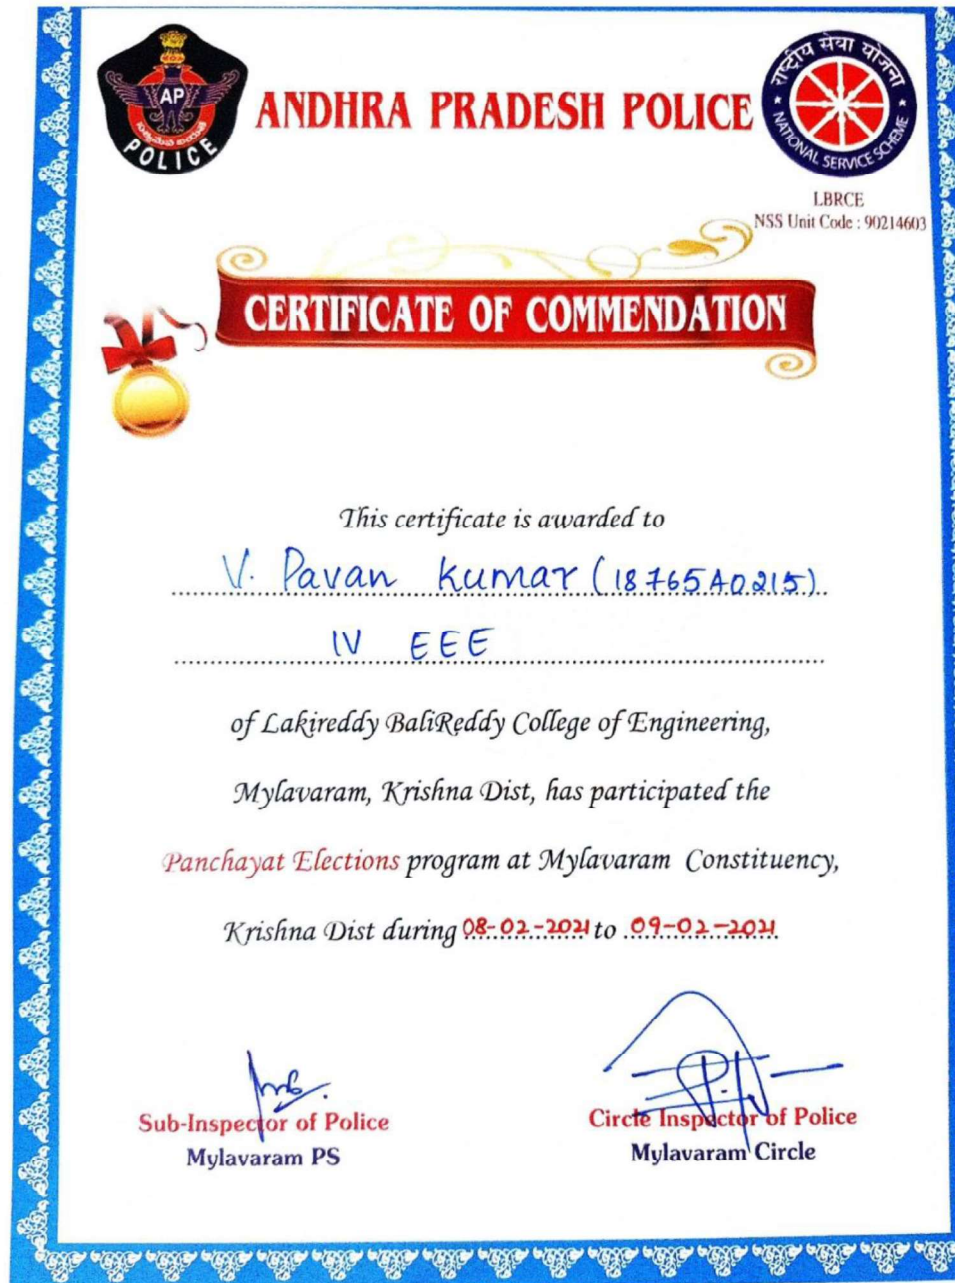 AP
POLICE
ANDHRA PRADESH POLICE
राष्ट्रीय सेवा योजना
NATIONAL SERVICE SCHEME
LBRCE
NSS Unit Code : 90214603
CERTIFICATE OF COMMENDATION
This certificate is awarded to
V. Pavan Kumar (18765A0215)
IV EEE
of Lakireddy BaliReddy College of Engineering,
Mylavaram, Krishna Dist, has participated the
Panchayat Elections program at Mylavaram Constituency,
Krishna Dist during 08-02-2021 to 09-02-2021
Sub-Inspector of Police
Mylavaram PS
Circle Inspector of Police
Mylavaram Circle